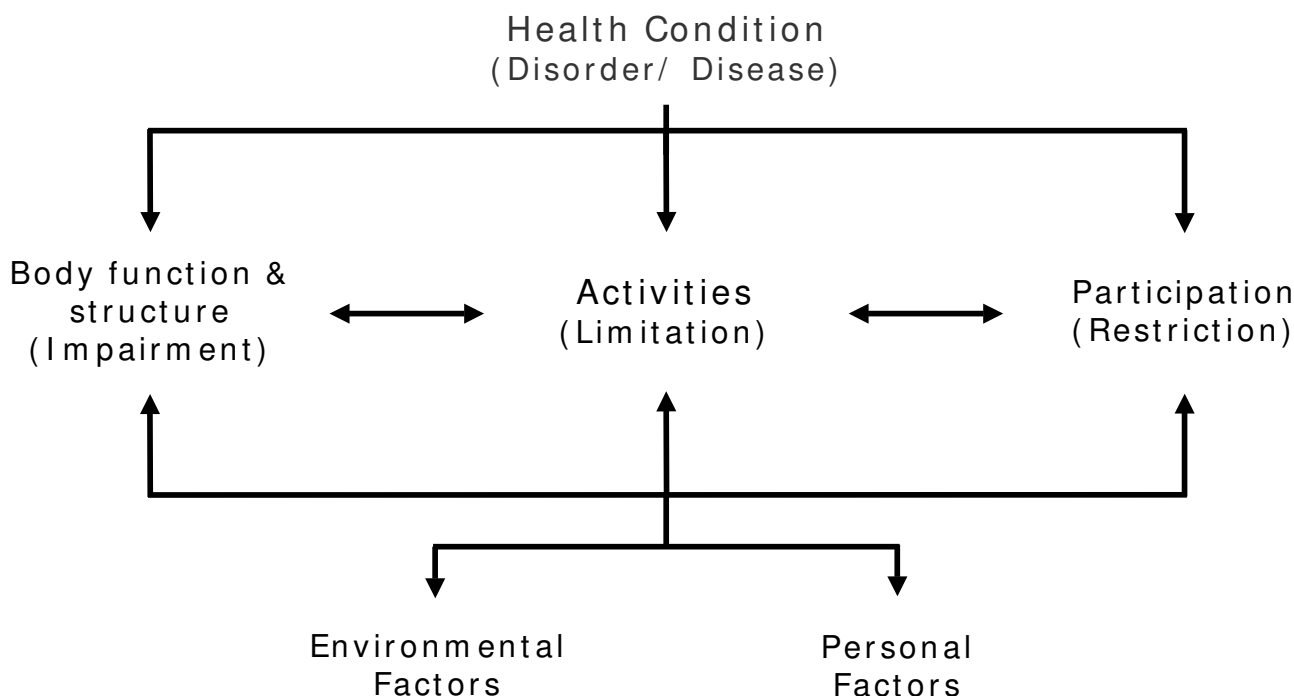 Health Condition
(Disorder/ Disease)
Body function &
structure
(Impairment)
Activities
(Limitation)
Participation
(Restriction)
Environmental
Factors
Personal
Factors